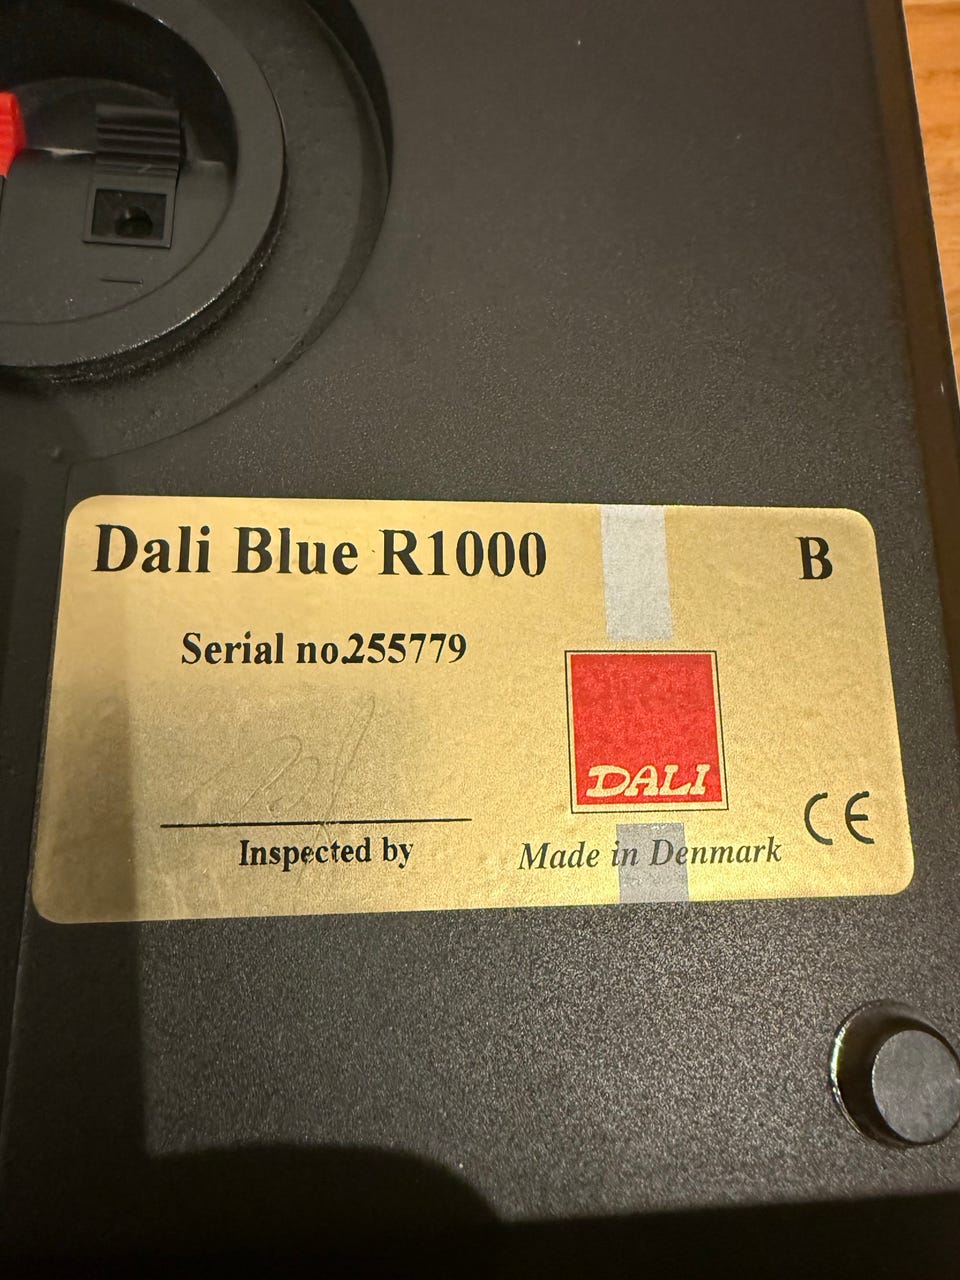 Dali Blue R1000 B
Serial no.255779
DALI
CE
Inspected by
Made in Denmark